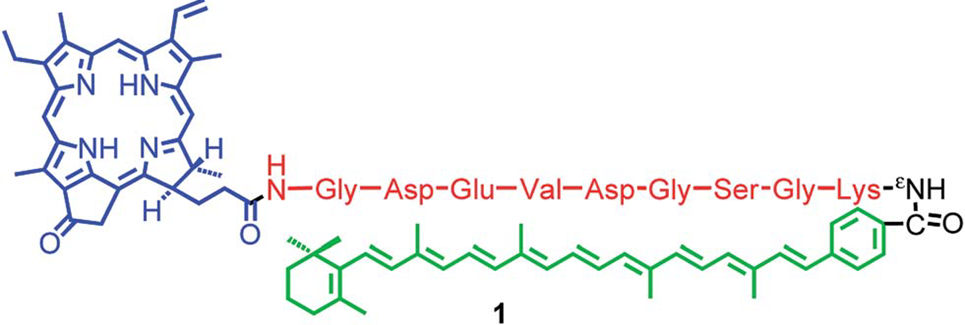 N HN
NH N H
H
O
O
H
N Gly Asp Glu Val Asp Gly Ser Gly Lys εNH
C=O
1